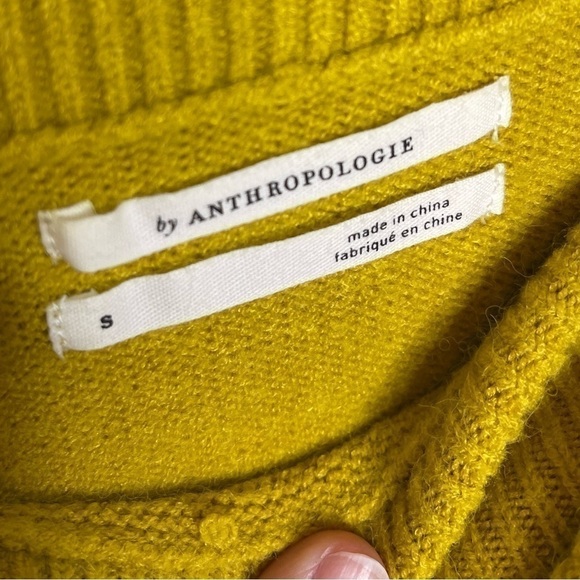 by ANTHROPOLOGIE
made in china
fabriqué en chine
S